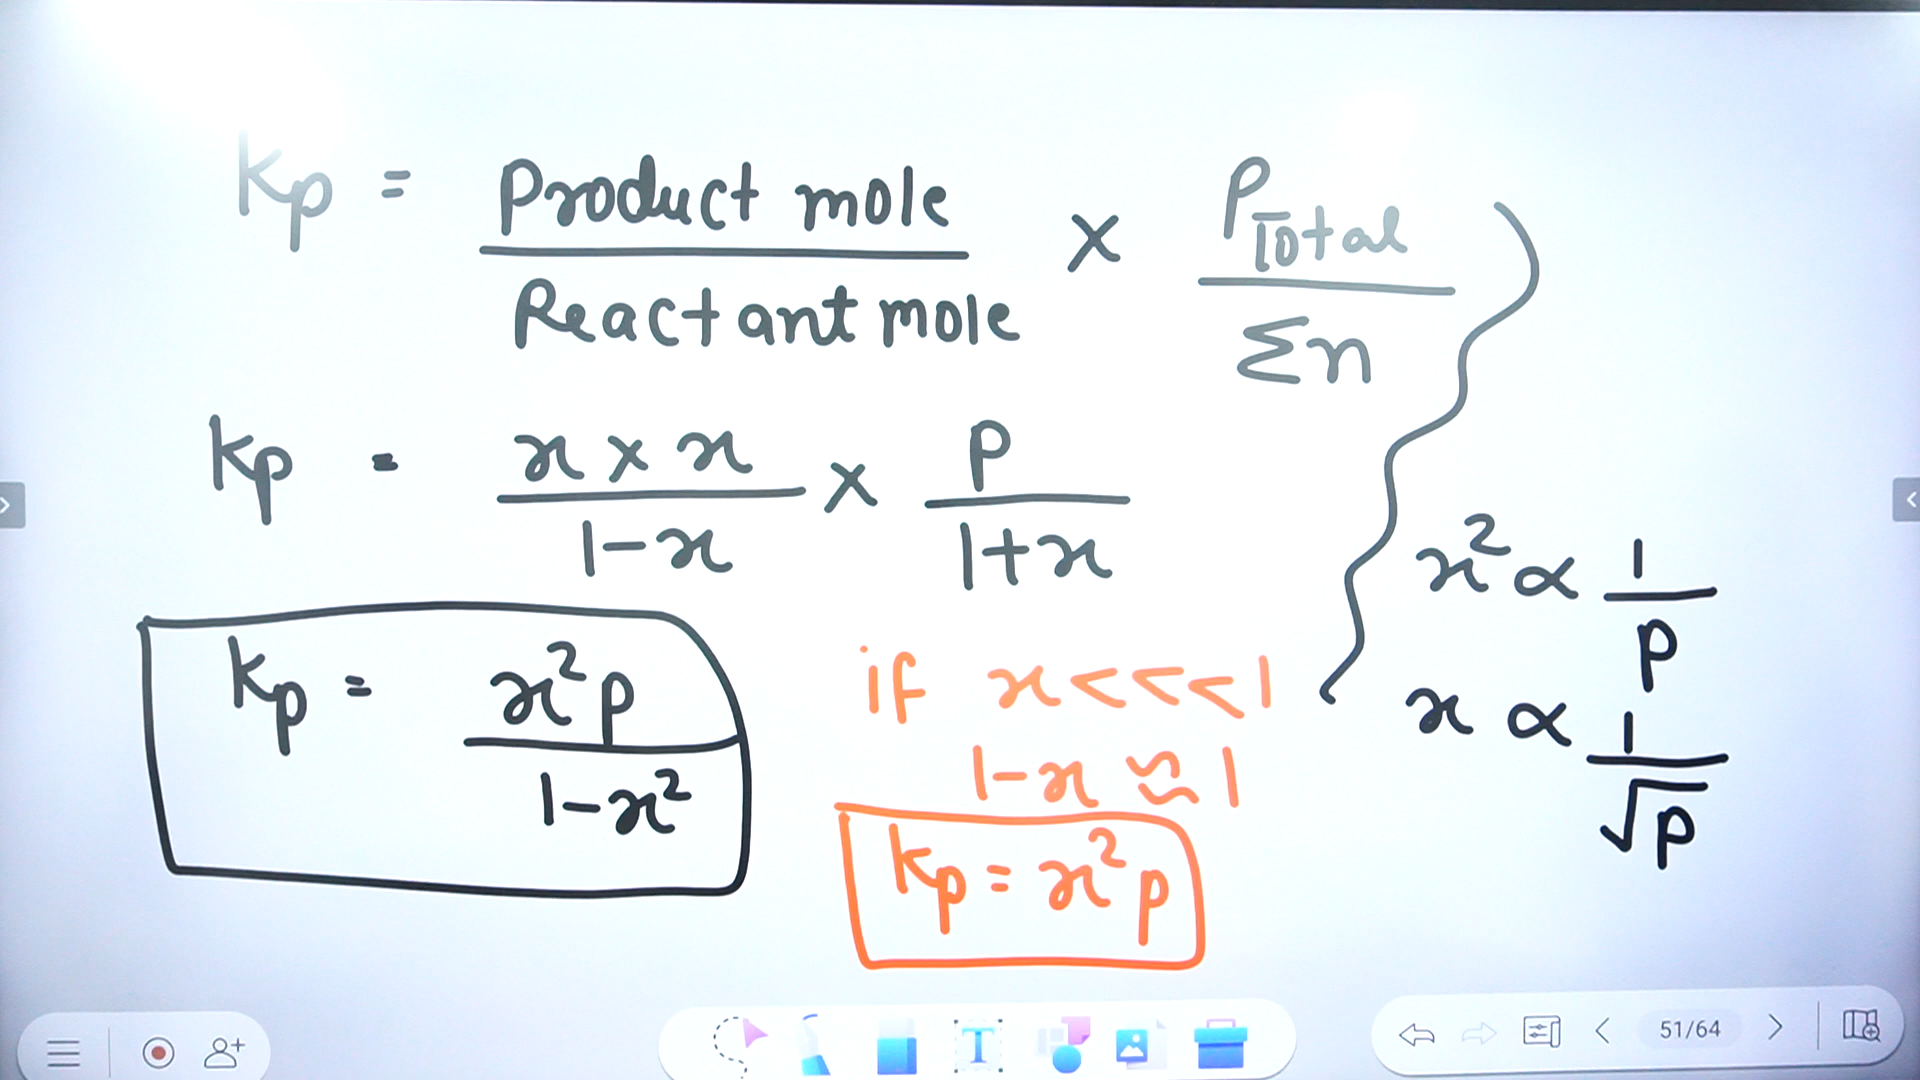 Kp = Product mole / Reactant mole × PTotal / Σn
Kp = x × x / 1-x × P / 1+x
Kp = x²p / 1-x²
if x <<< 1
1-x ≈ 1
Kp = x²p
x² ∝ 1/p
x ∝ 1/√p
T
51/64